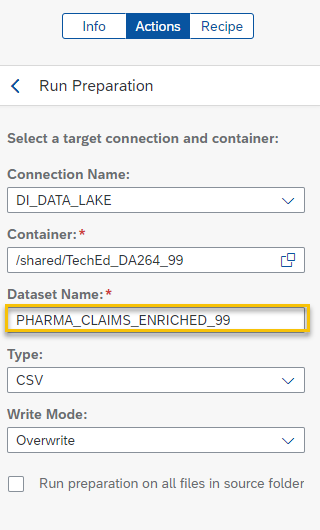 Info Actions Recipe
Run Preparation
Select a target connection and container:
Connection Name:
DI_DATA_LAKE
Container:*
/shared/TechEd_DA264_99
Dataset Name:*
PHARMA_CLAIMS_ENRICHED_99
Type:
CSV
Write Mode:
Overwrite
Run preparation on all files in source folder